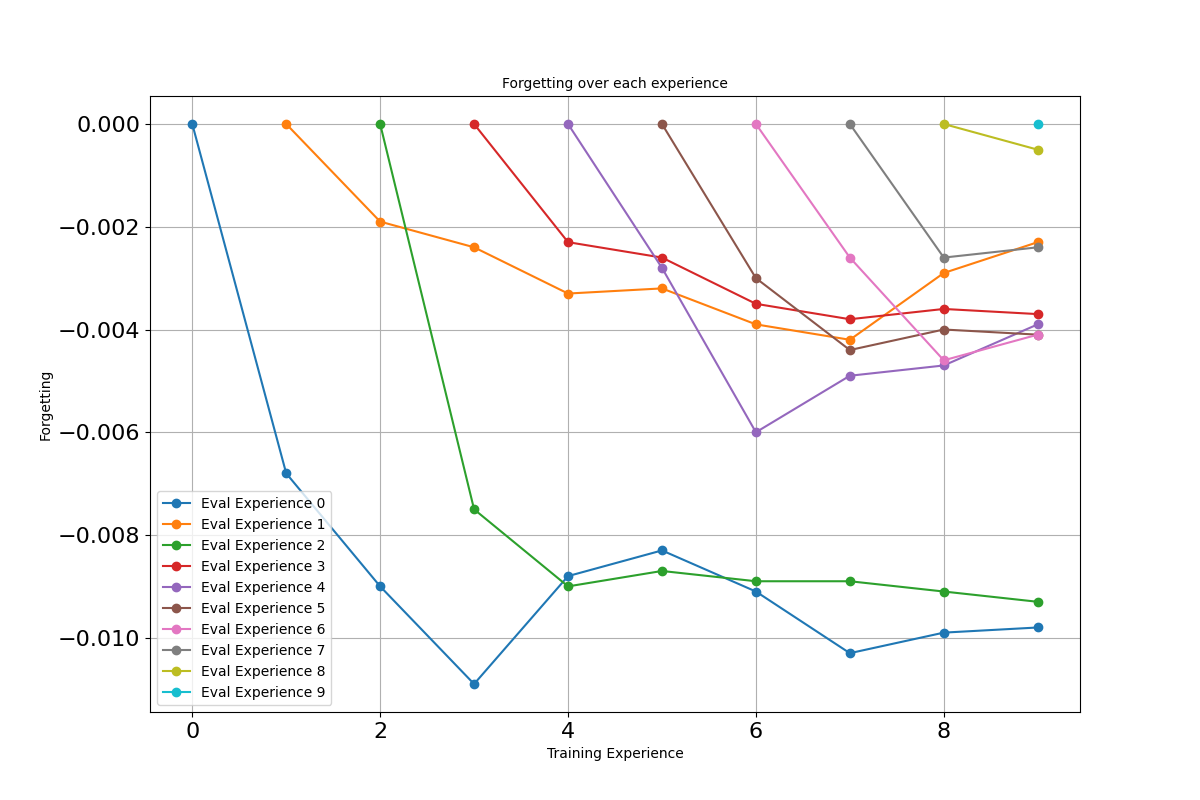 Forgetting over each experience
0.000
−0.002
−0.004
−0.006
−0.008
−0.010
Forgetting
Eval Experience 0
Eval Experience 1
Eval Experience 2
Eval Experience 3
Eval Experience 4
Eval Experience 5
Eval Experience 6
Eval Experience 7
Eval Experience 8
Eval Experience 9
0 2 4 6 8
Training Experience